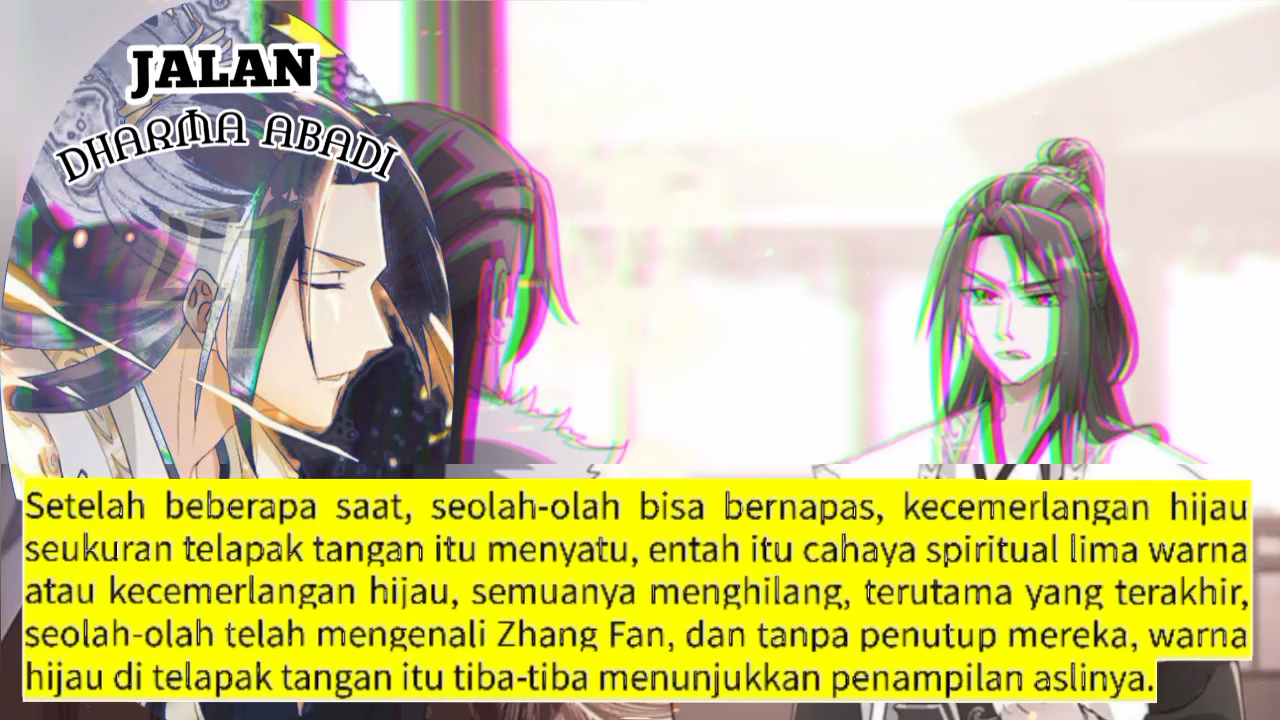 JALAN
DHARMA ABADI
Setelah beberapa saat, seolah-olah bisa bernapas, kecemerlangan hijau
seukuran telapak tangan itu menyatu, entah itu cahaya spiritual lima warna
atau kecemerlangan hijau, semuanya menghilang, terutama yang terakhir,
seolah-olah telah mengenali Zhang Fan, dan tanpa penutup mereka, warna
hijau di telapak tangan itu tiba-tiba menunjukkan penampilan aslinya.